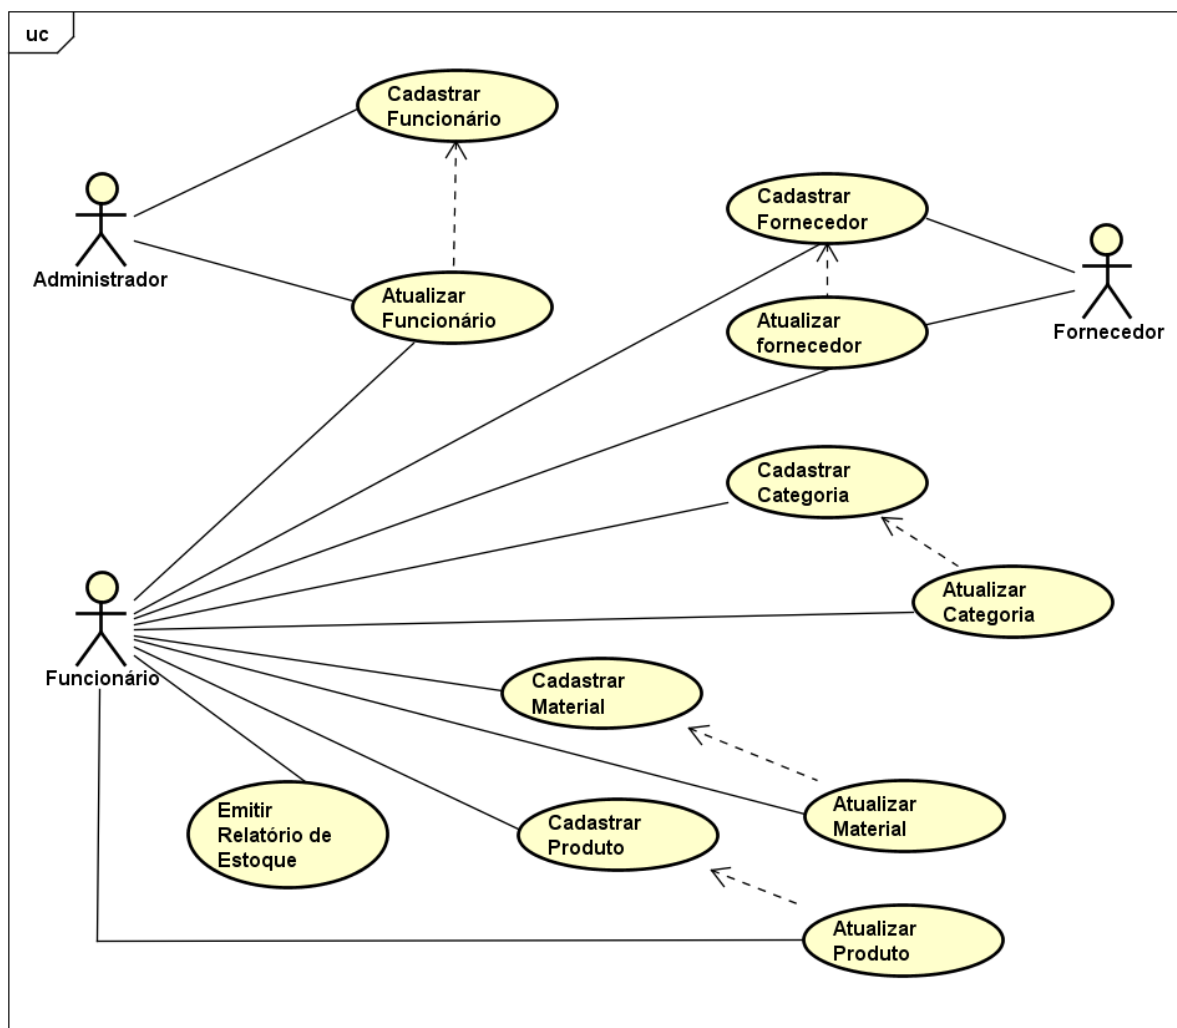 uc
Cadastrar
Funcionário
Administrador
Atualizar
Funcionário
Cadastrar
Fornecedor
Fornecedor
Atualizar
fornecedor
Cadastrar
Categoria
Atualizar
Categoria
Funcionário
Cadastrar
Material
Atualizar
Material
Emitir
Relatório de
Estoque
Cadastrar
Produto
Atualizar
Produto